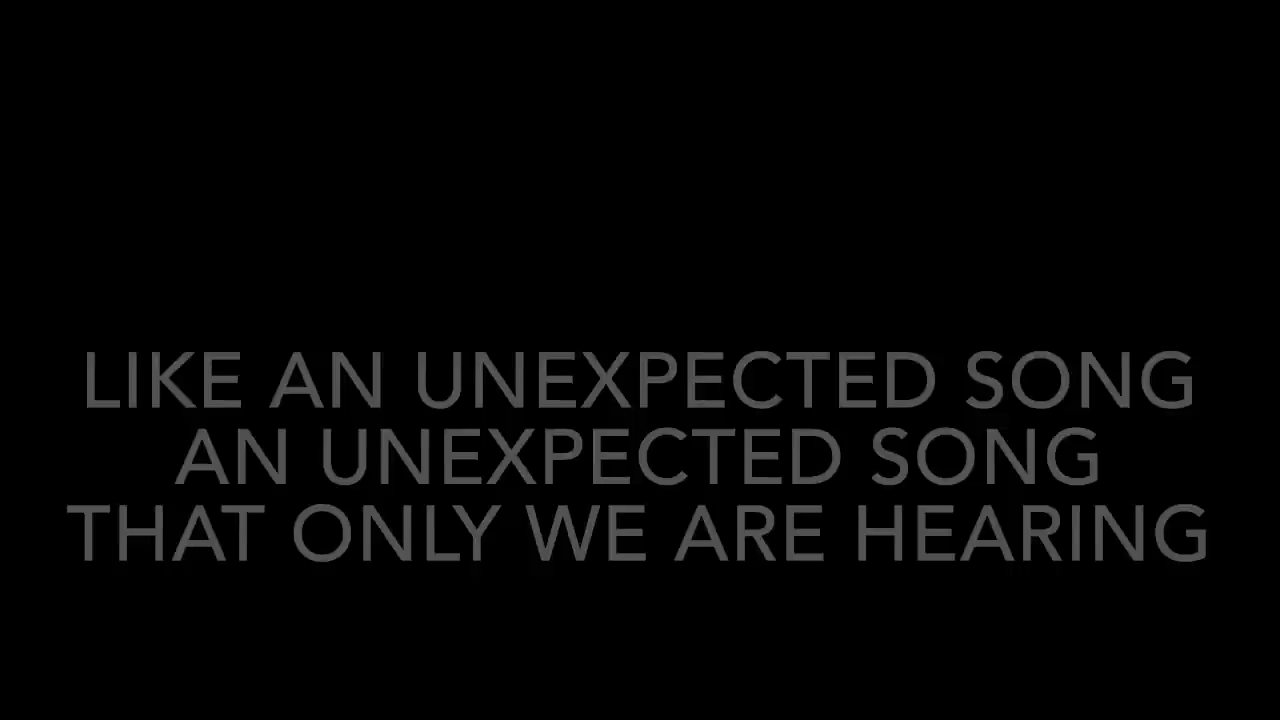 LIKE AN UNEXPECTED SONG
AN UNEXPECTED SONG
THAT ONLY WE ARE HEARING